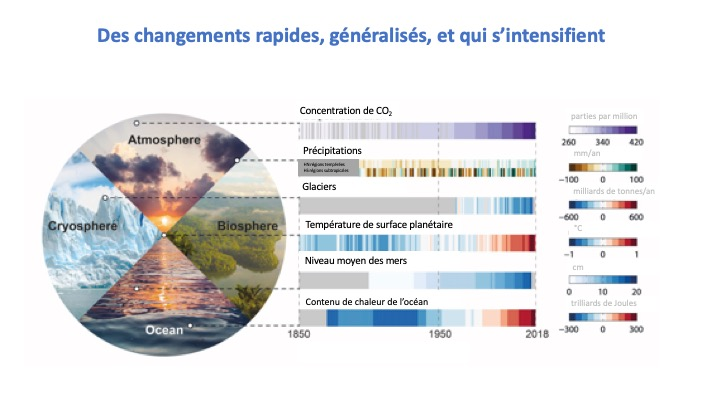 Des changements rapides, généralisés, et qui s'intensifient
Concentration de CO₂
parties par million
Atmosphere
260 340 420
Précipitations
mm/an
-100 0 100
Glaciers
milliards de tonnes/an
Cryosphere
Biosphere
-600 0 600
Température de surface planétaire
°C
-1 0 1
Niveau moyen des mers
cm
0 10 20
Contenu de chaleur de l'océan
trilliards de Joules
Ocean
-300 0 300
1850 1950 2018